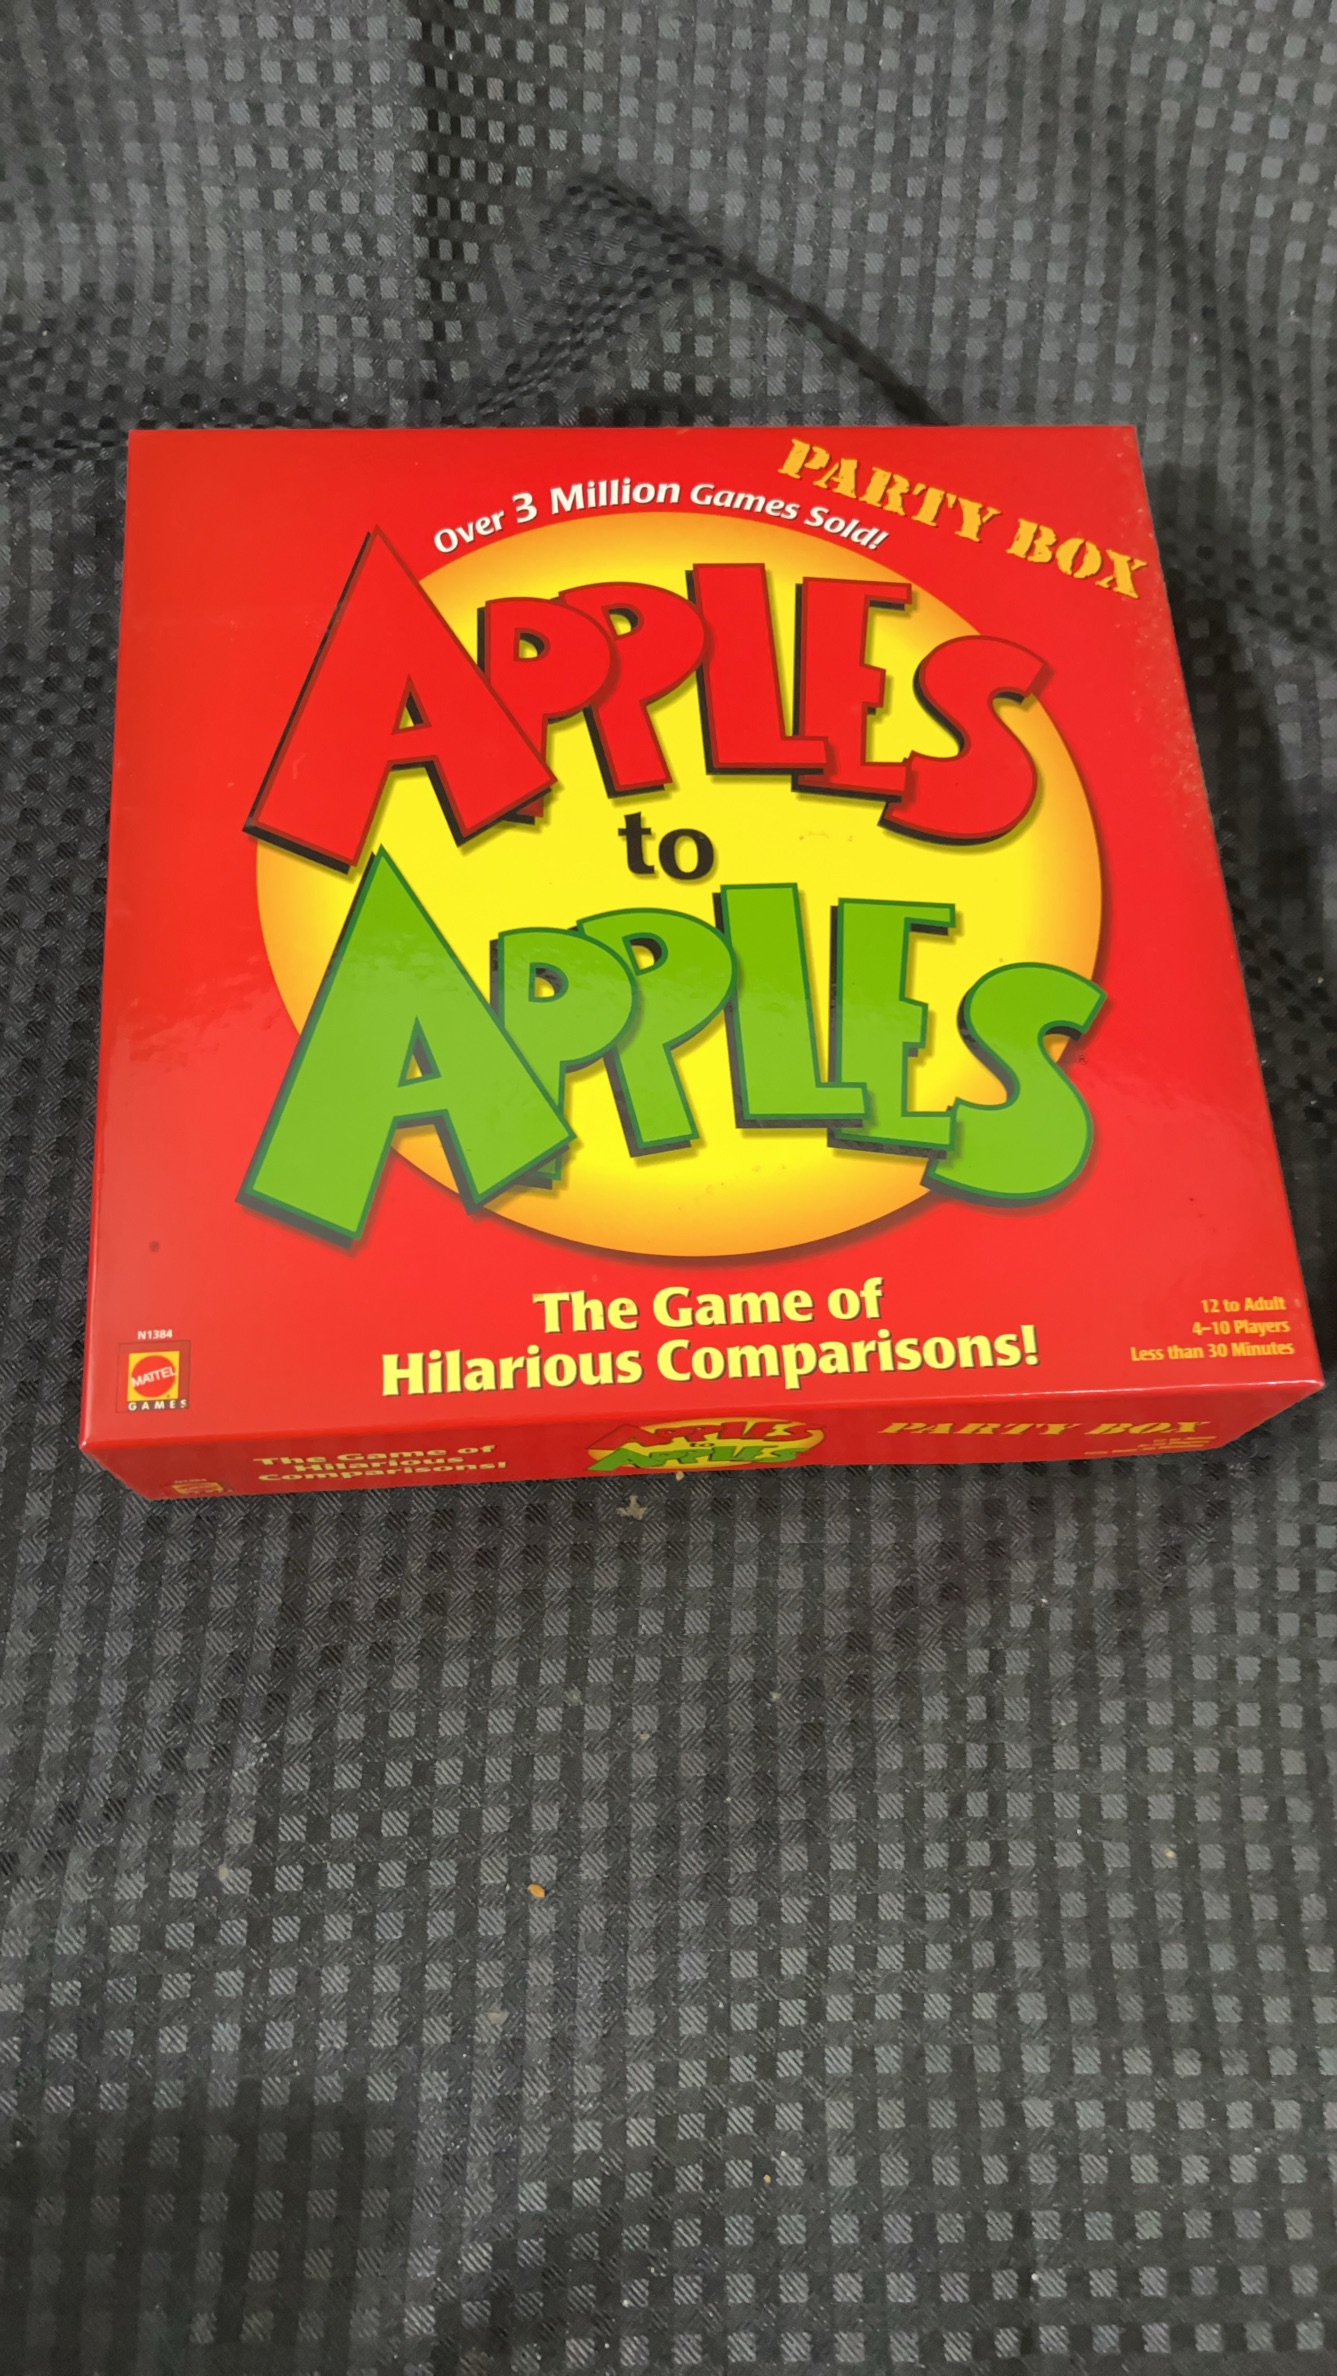 PARTY BOX
Over 3 Million Games Sold!
APPLES
to
APPLES
The Game of
Hilarious Comparisons!
12 to Adult
4–10 Players
Less than 30 Minutes
N1384
MATTEL
GAMES
The Game of
Hilarious
Comparisons!
APPLES
to
APPLES
PARTY BOX